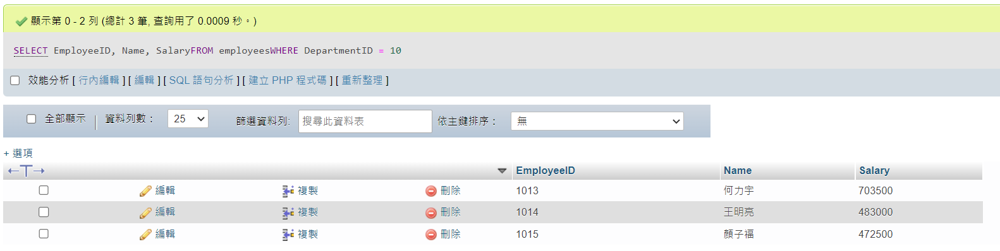 顯示第 0 - 2 列 (總計 3 筆, 查詢用了 0.0009 秒。)
SELECT EmployeeID, Name, SalaryFROM employeesWHERE DepartmentID = 10
效能分析 [ 行內編輯 ] [ 編輯 ] [ SQL 語句分析 ] [ 建立 PHP 程式碼 ] [ 重新整理 ]
全部顯示 資料列數： 25 篩選資料列: 搜尋此資料表 依主鍵排序： 無
+ 選項
←T→ EmployeeID Name Salary
編輯 複製 刪除 1013 何力宇 703500
編輯 複製 刪除 1014 王明亮 483000
編輯 複製 刪除 1015 顏子福 472500